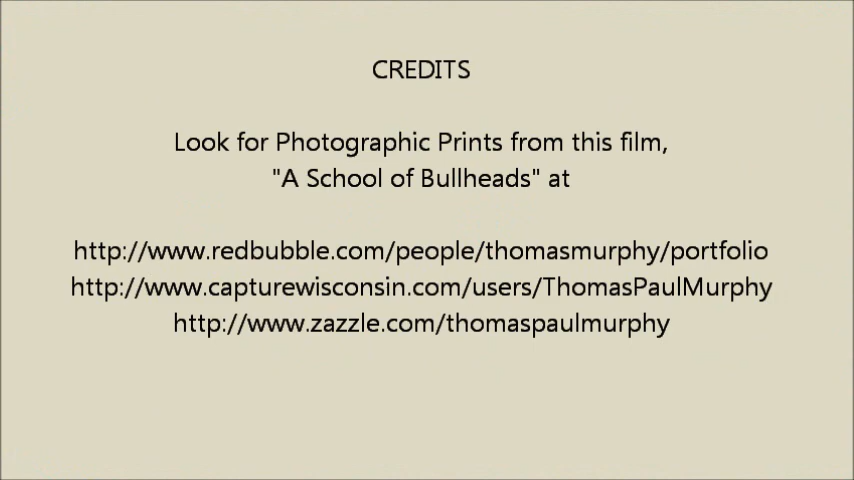 CREDITS
Look for Photographic Prints from this film,
"A School of Bullheads" at
http://www.redbubble.com/people/thomasmurphy/portfolio
http://www.capturewisconsin.com/users/ThomasPaulMurphy
http://www.zazzle.com/thomaspaulmurphy